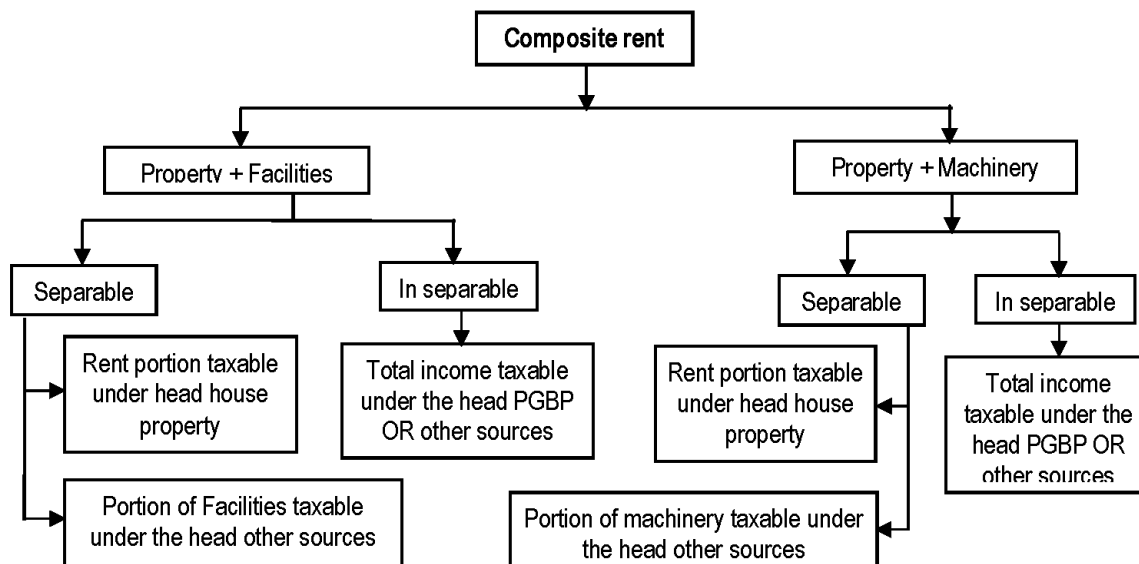 Composite rent
Property + Facilities
Property + Machinery
Separable
In separable
Separable
In separable
Rent portion taxable
under head house
property
Total income taxable
under the head PGBP
OR other sources
Rent portion taxable
under head house
property
Total income
taxable under the
head PGBP OR
other sources
Portion of Facilities taxable
under the head other sources
Portion of machinery taxable under
the head other sources